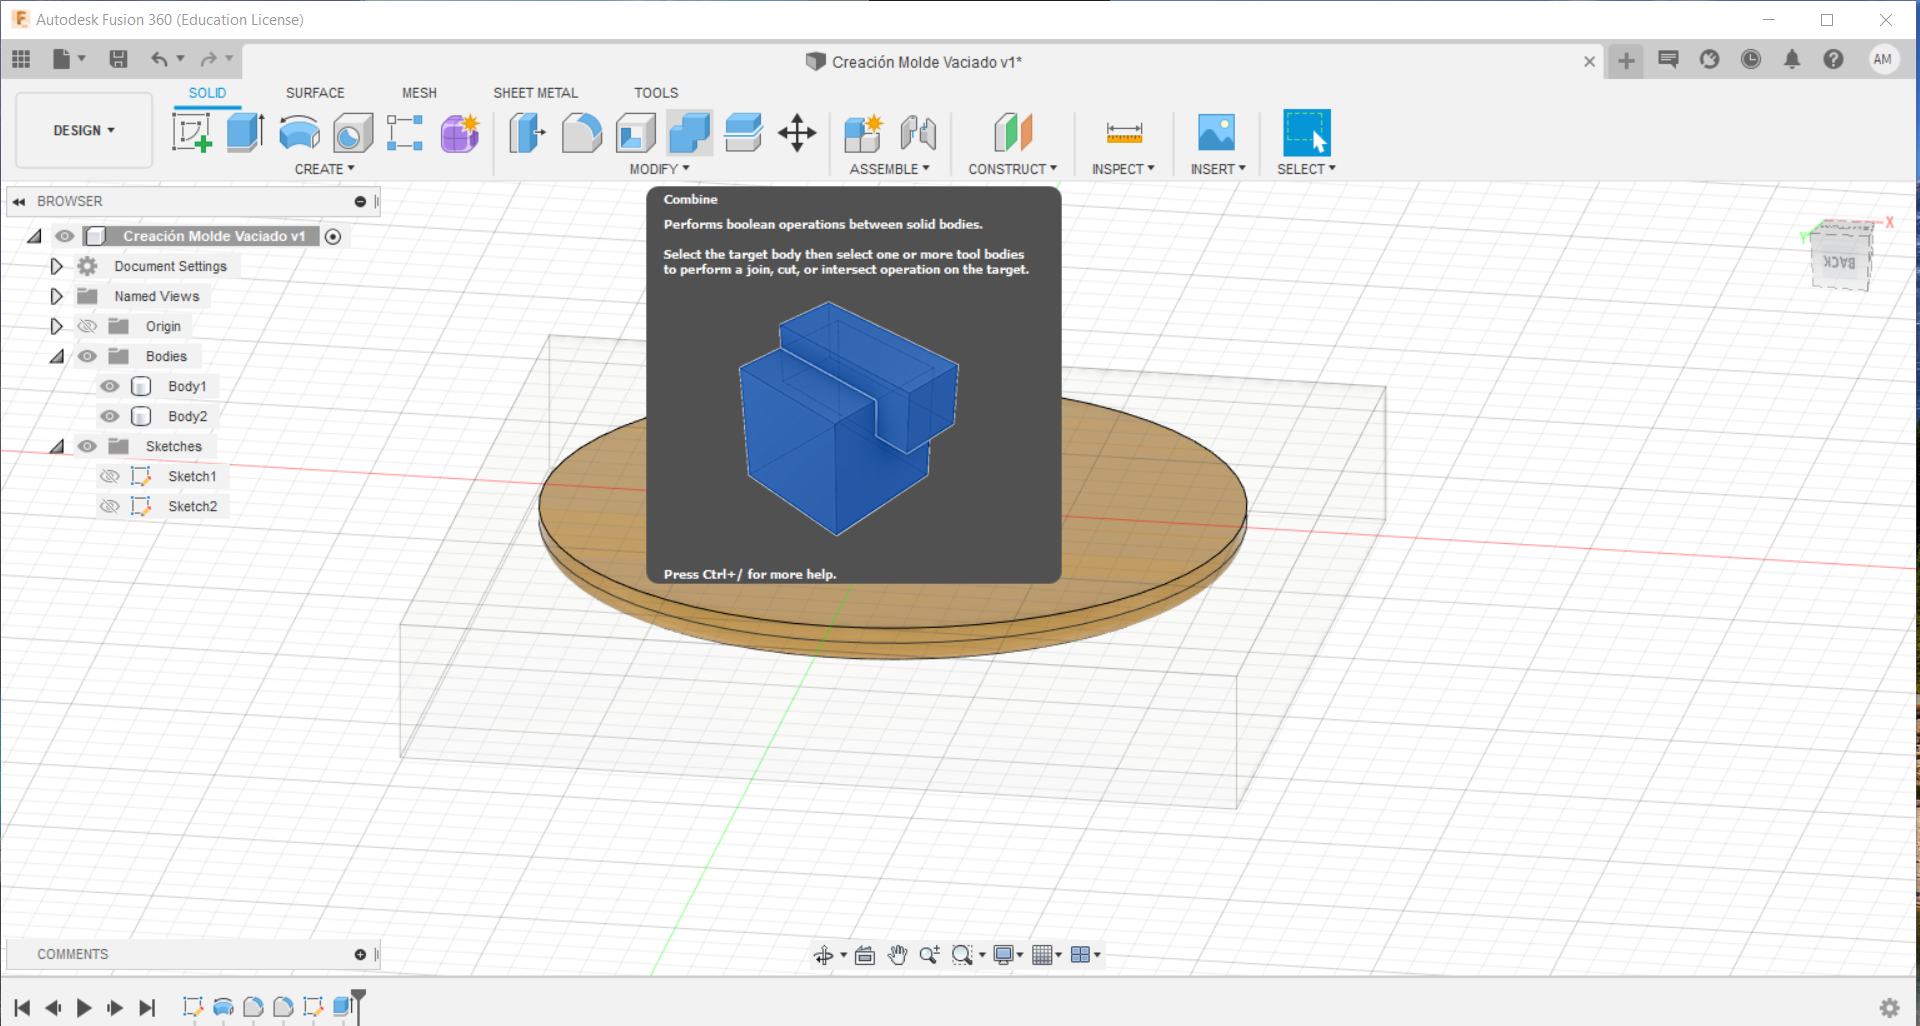 Autodesk Fusion 360 (Education License)
Creación Molde Vaciado v1*
AM
SOLID
SURFACE
MESH
SHEET METAL
TOOLS
DESIGN
CREATE
MODIFY
ASSEMBLE
CONSTRUCT
INSPECT
INSERT
SELECT
BROWSER
Creación Molde Vaciado v1
Document Settings
Named Views
Origin
Bodies
Body1
Body2
Sketches
Sketch1
Sketch2
Combine
Performs boolean operations between solid bodies.
Select the target body then select one or more tool bodies
to perform a join, cut, or intersect operation on the target.
Press Ctrl+/ for more help.
X
Y
BACK
COMMENTS